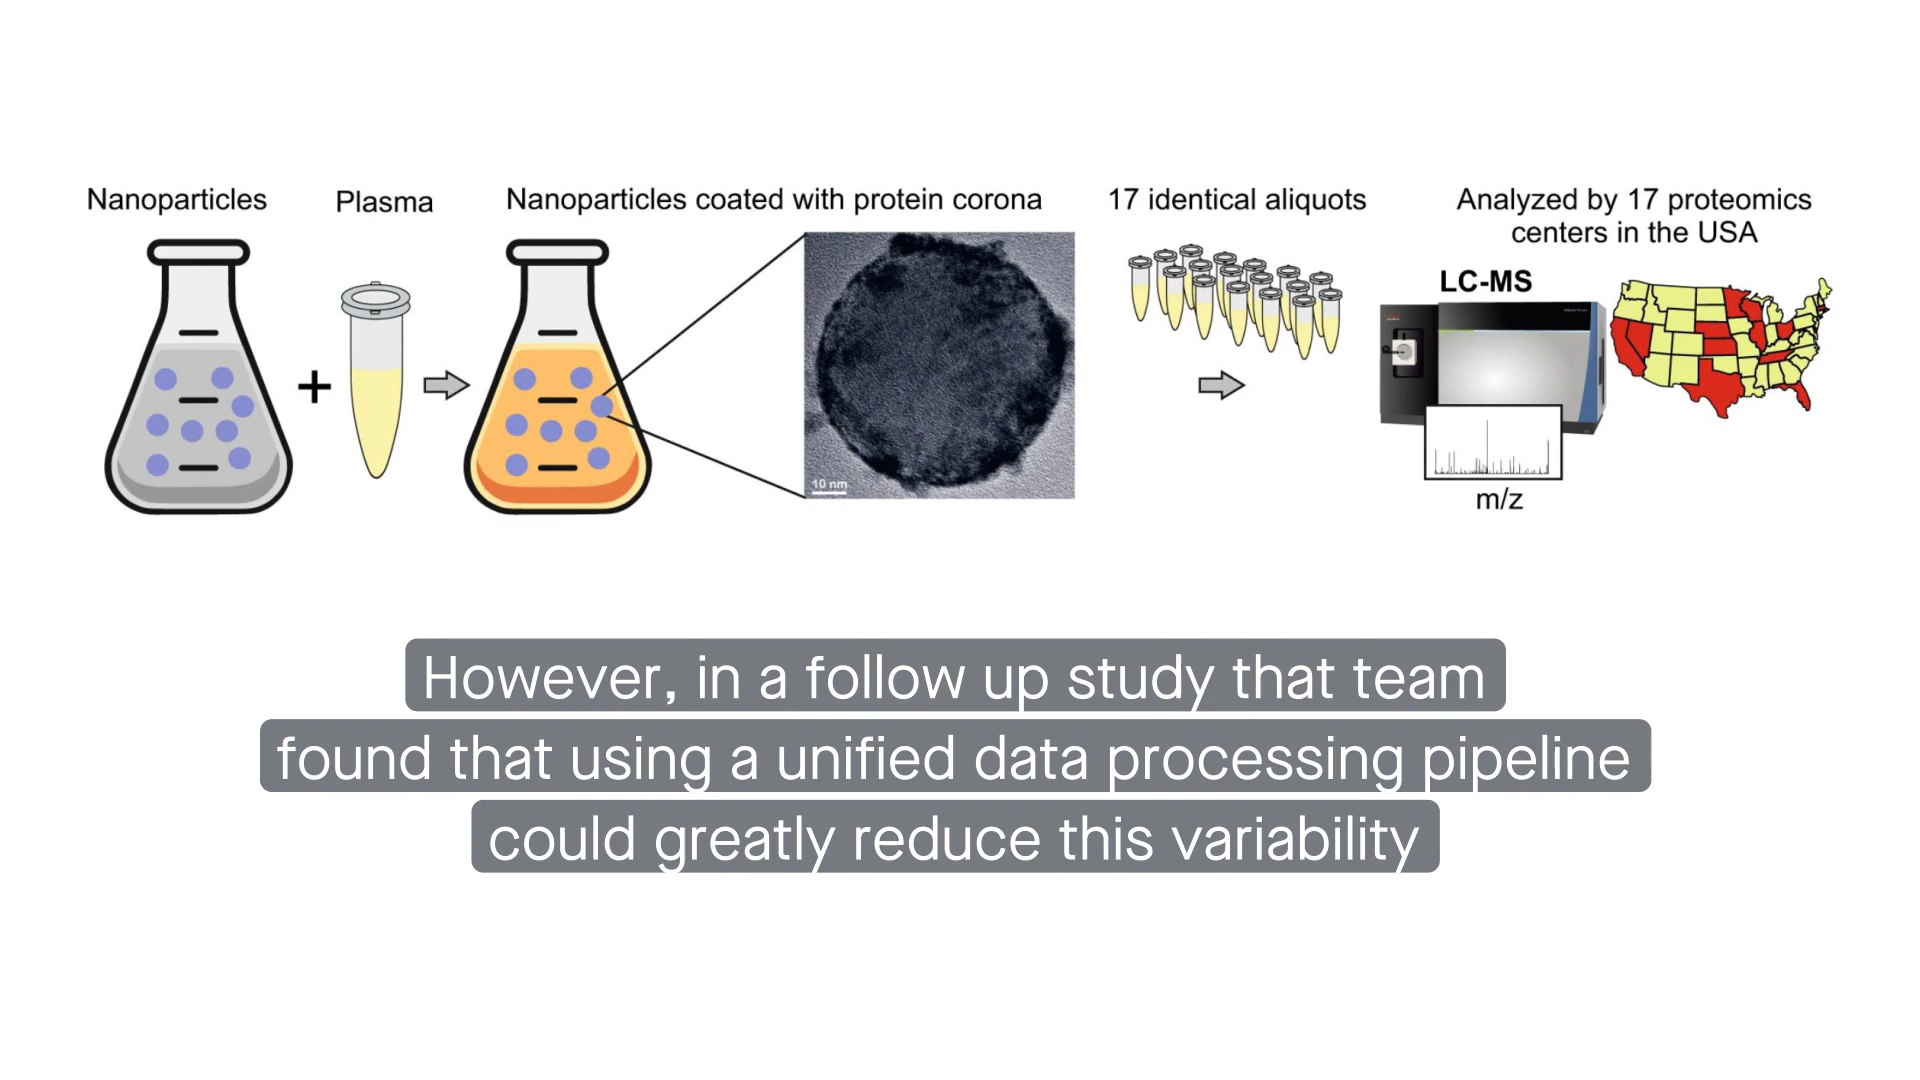 Nanoparticles
Plasma
Nanoparticles coated with protein corona
17 identical aliquots
Analyzed by 17 proteomics
centers in the USA
LC-MS
10 nm
m/z
However, in a follow up study that team
found that using a unified data processing pipeline
could greatly reduce this variability